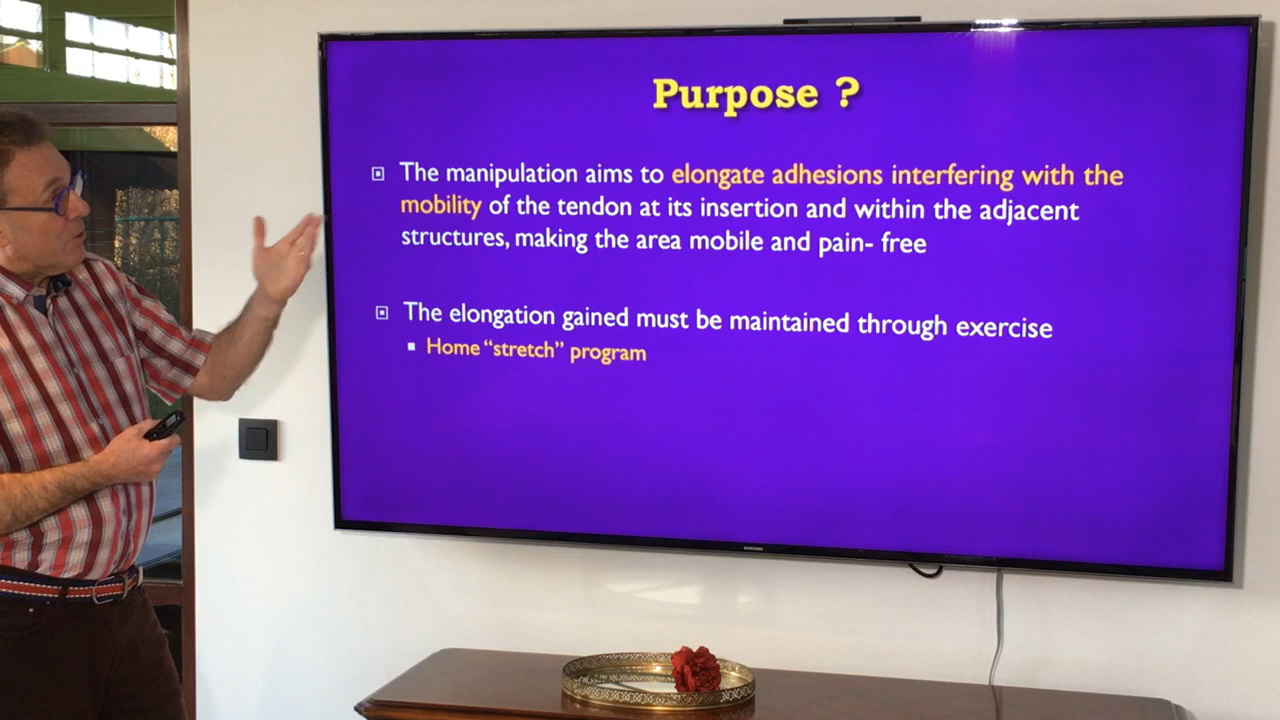 Purpose ?
The manipulation aims to elongate adhesions interfering with the
mobility of the tendon at its insertion and within the adjacent
structures, making the area mobile and pain- free
The elongation gained must be maintained through exercise
Home “stretch” program
SAMSUNG